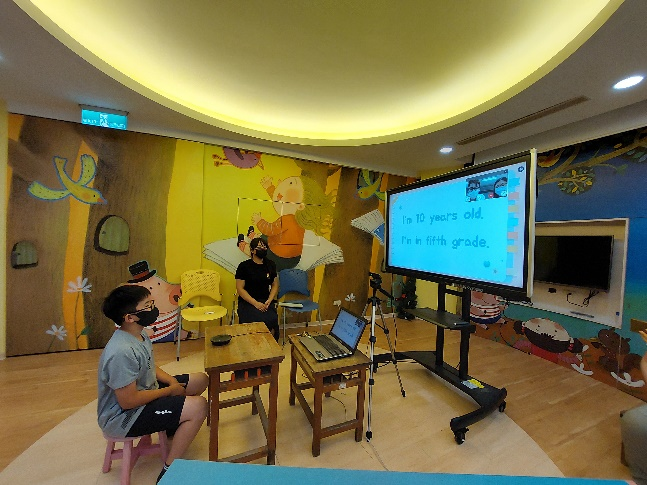 I'm 10 years old.
I'm in fifth grade.